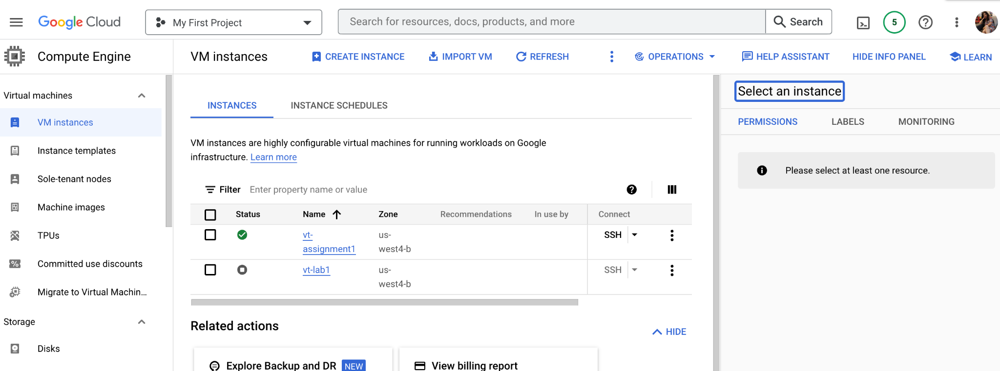 Google Cloud
My First Project
Search for resources, docs, products, and more
Search
5
Compute Engine
VM instances
CREATE INSTANCE
IMPORT VM
REFRESH
OPERATIONS
HELP ASSISTANT
HIDE INFO PANEL
LEARN
Virtual machines
VM instances
Instance templates
Sole-tenant nodes
Machine images
TPUs
Committed use discounts
Migrate to Virtual Machin...
Storage
Disks
INSTANCES
INSTANCE SCHEDULES
VM instances are highly configurable virtual machines for running workloads on Google
infrastructure. Learn more
Filter Enter property name or value
Status Name Zone Recommendations In use by Connect
vt- us- SSH
assignment1 west4-b
vt-lab1 us- SSH
west4-b
Related actions
HIDE
Explore Backup and DR NEW
View billing report
Select an instance
PERMISSIONS
LABELS
MONITORING
Please select at least one resource.